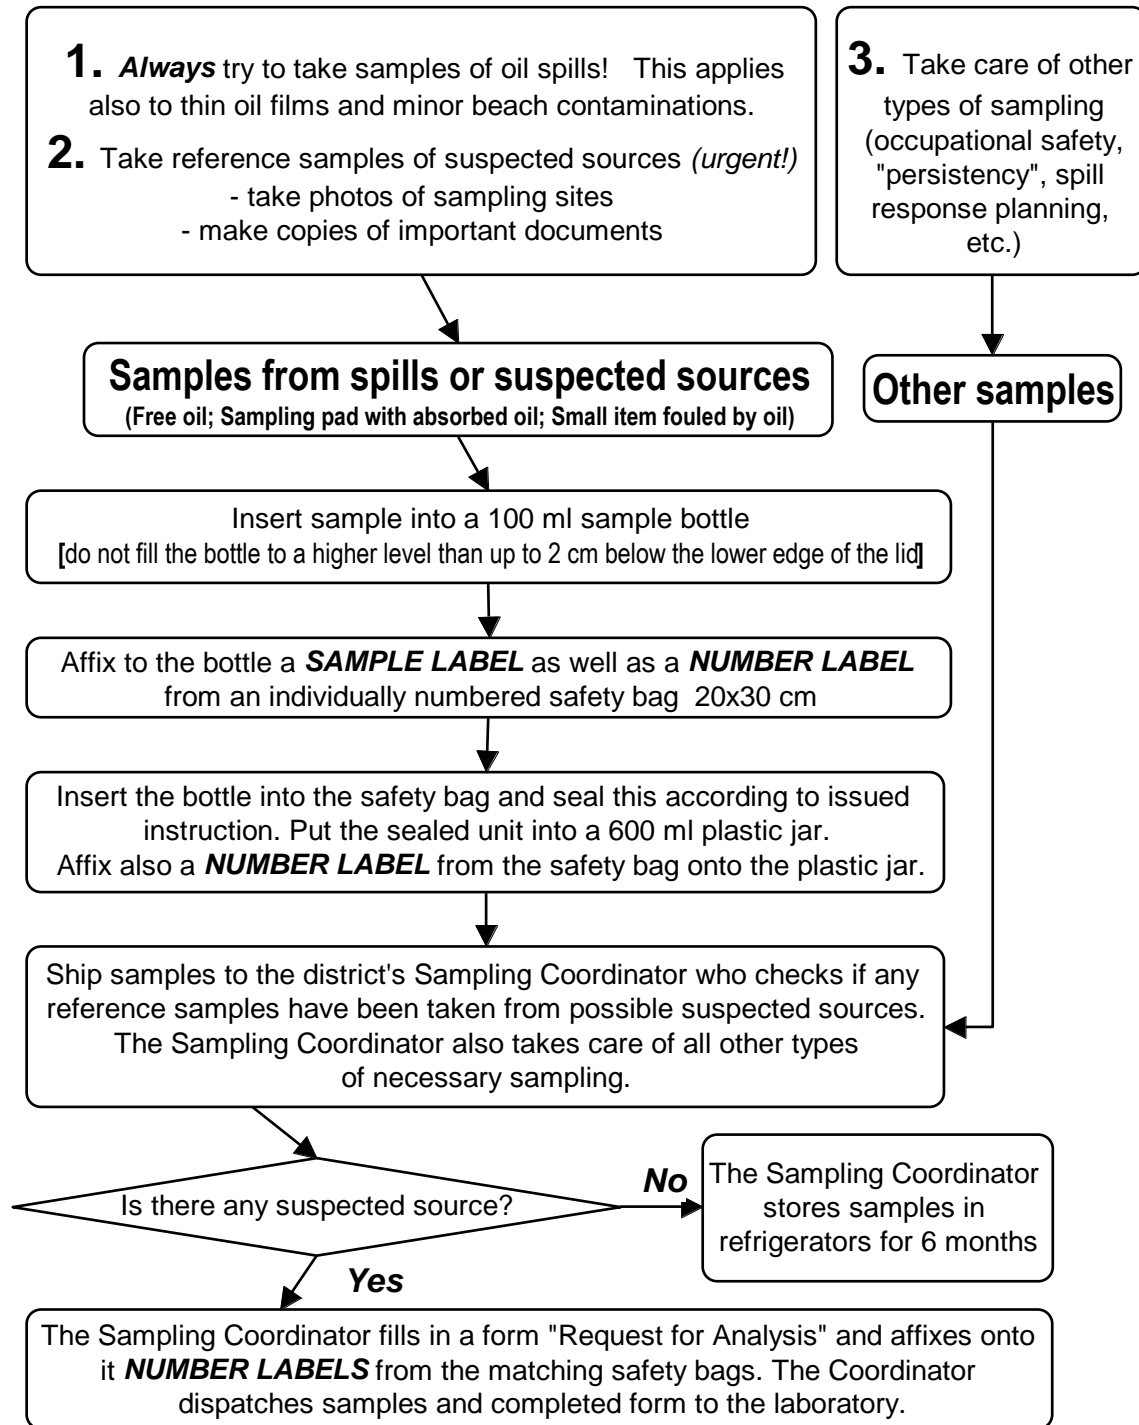 1. Always try to take samples of oil spills! This applies
also to thin oil films and minor beach contaminations.
2. Take reference samples of suspected sources (urgent!)
- take photos of sampling sites
- make copies of important documents
3. Take care of other
types of sampling
(occupational safety,
"persistency", spill
response planning,
etc.)
Samples from spills or suspected sources
(Free oil; Sampling pad with absorbed oil; Small item fouled by oil)
Other samples
Insert sample into a 100 ml sample bottle
[do not fill the bottle to a higher level than up to 2 cm below the lower edge of the lid]
Affix to the bottle a SAMPLE LABEL as well as a NUMBER LABEL
from an individually numbered safety bag 20x30 cm
Insert the bottle into the safety bag and seal this according to issued
instruction. Put the sealed unit into a 600 ml plastic jar.
Affix also a NUMBER LABEL from the safety bag onto the plastic jar.
Ship samples to the district's Sampling Coordinator who checks if any
reference samples have been taken from possible suspected sources.
The Sampling Coordinator also takes care of all other types
of necessary sampling.
Is there any suspected source?
No
The Sampling Coordinator
stores samples in
refrigerators for 6 months
Yes
The Sampling Coordinator fills in a form "Request for Analysis" and affixes onto
it NUMBER LABELS from the matching safety bags. The Coordinator
dispatches samples and completed form to the laboratory.